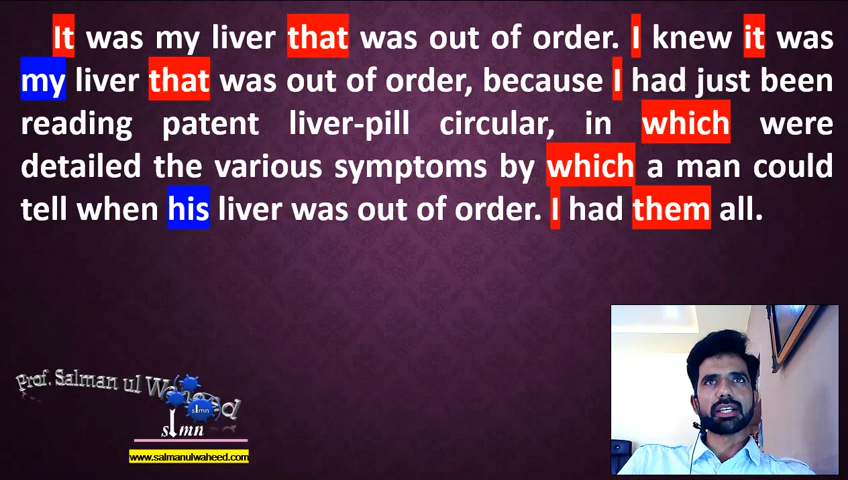 It was my liver that was out of order. I knew it was
my liver that was out of order, because I had just been
reading patent liver-pill circular, in which were
detailed the various symptoms by which a man could
tell when his liver was out of order. I had them all.
Prof. Salman ul Waheed
slmn
slmn
www.salmanulwaheed.com